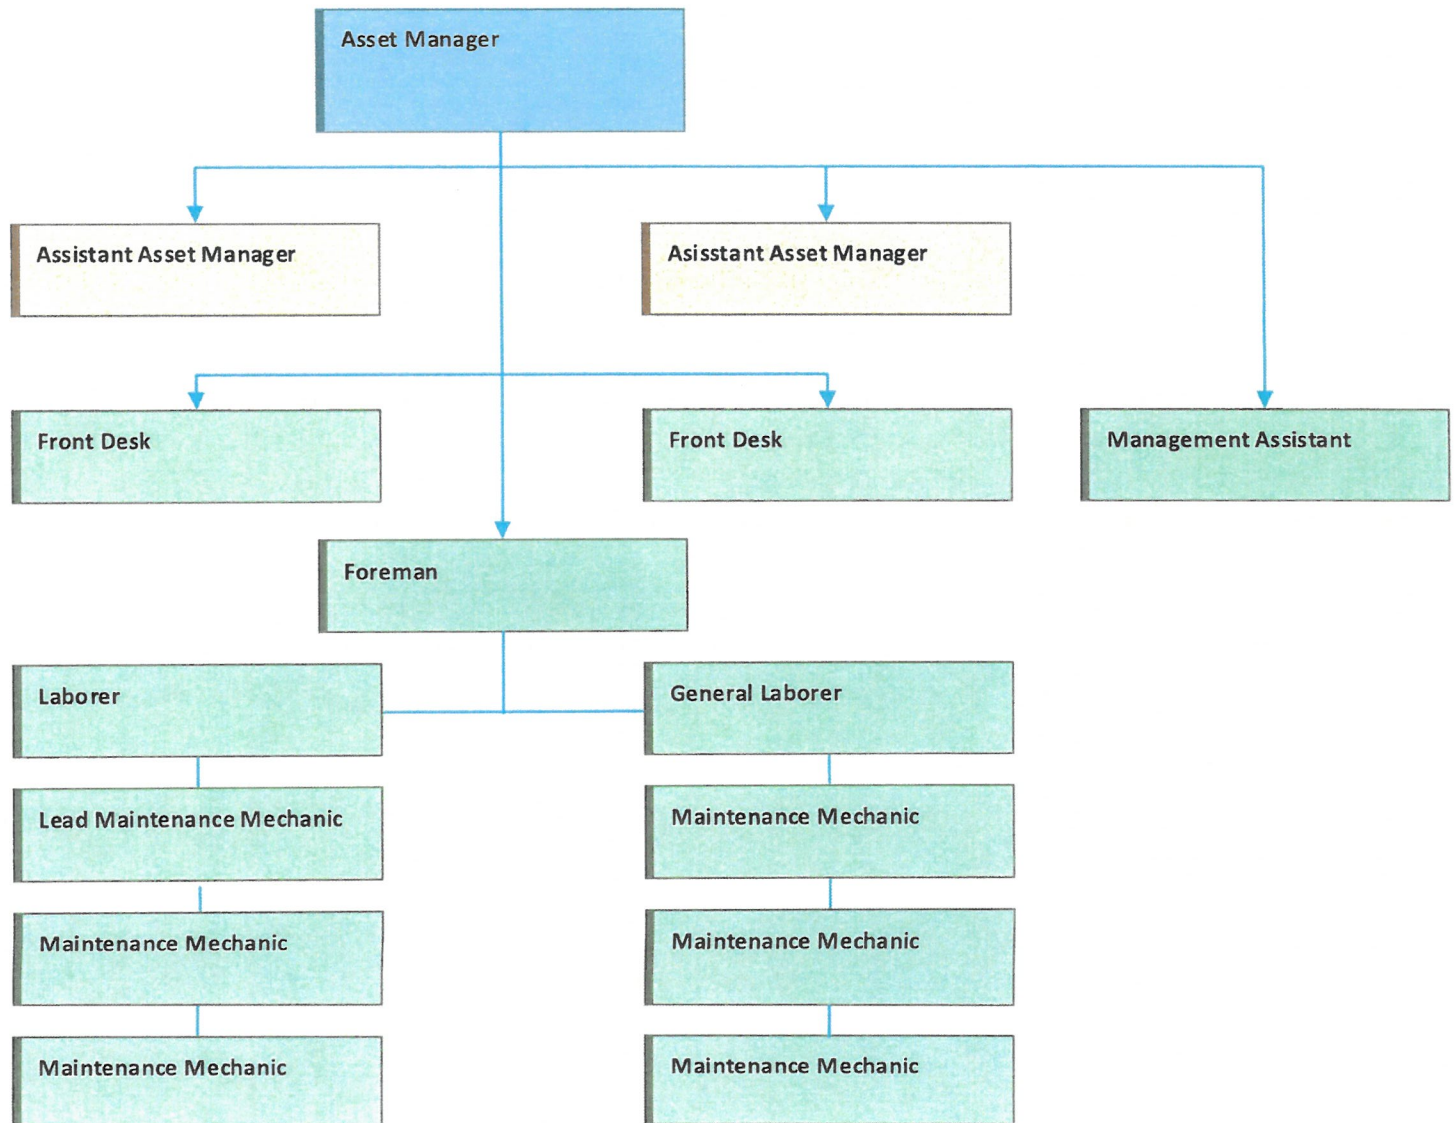 Asset Manager
Assistant Asset Manager
Asisstant Asset Manager
Front Desk
Front Desk
Management Assistant
Foreman
Laborer
General Laborer
Lead Maintenance Mechanic
Maintenance Mechanic
Maintenance Mechanic
Maintenance Mechanic
Maintenance Mechanic
Maintenance Mechanic